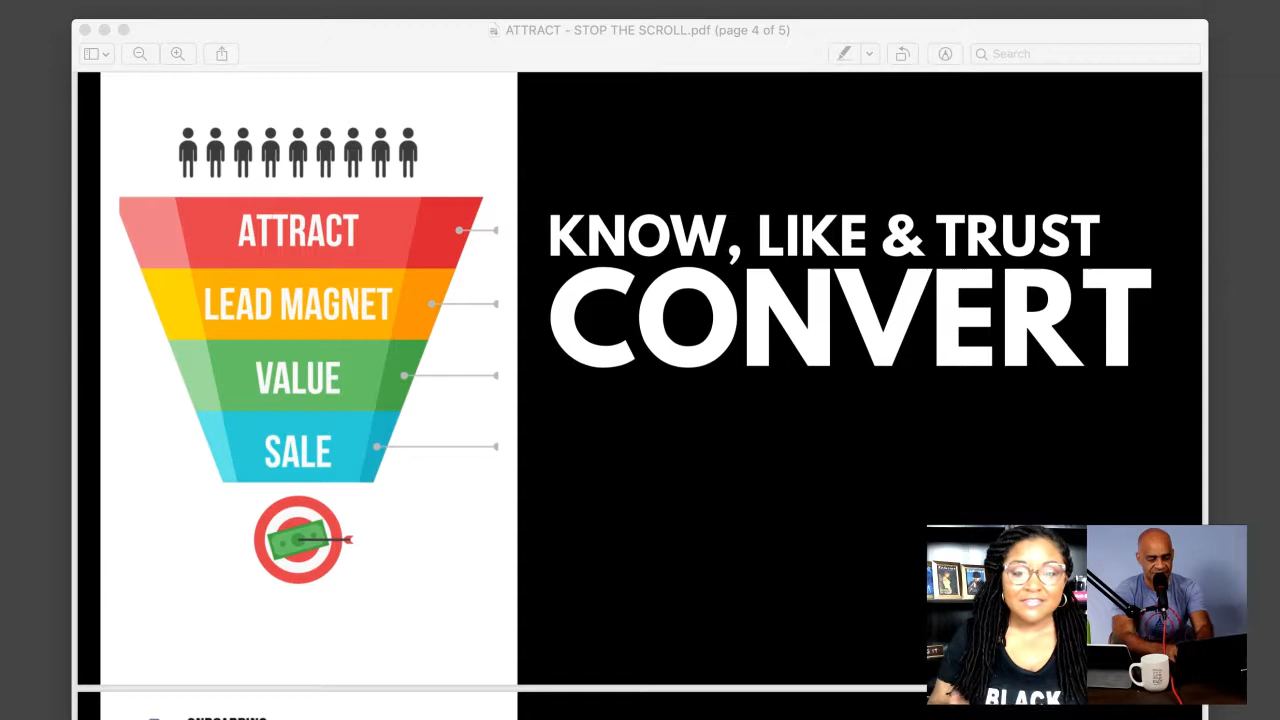 ATTRACT - STOP THE SCROLL.pdf (page 4 of 5)
Search
ATTRACT
LEAD MAGNET
VALUE
SALE
KNOW, LIKE & TRUST
CONVERT
BLACK